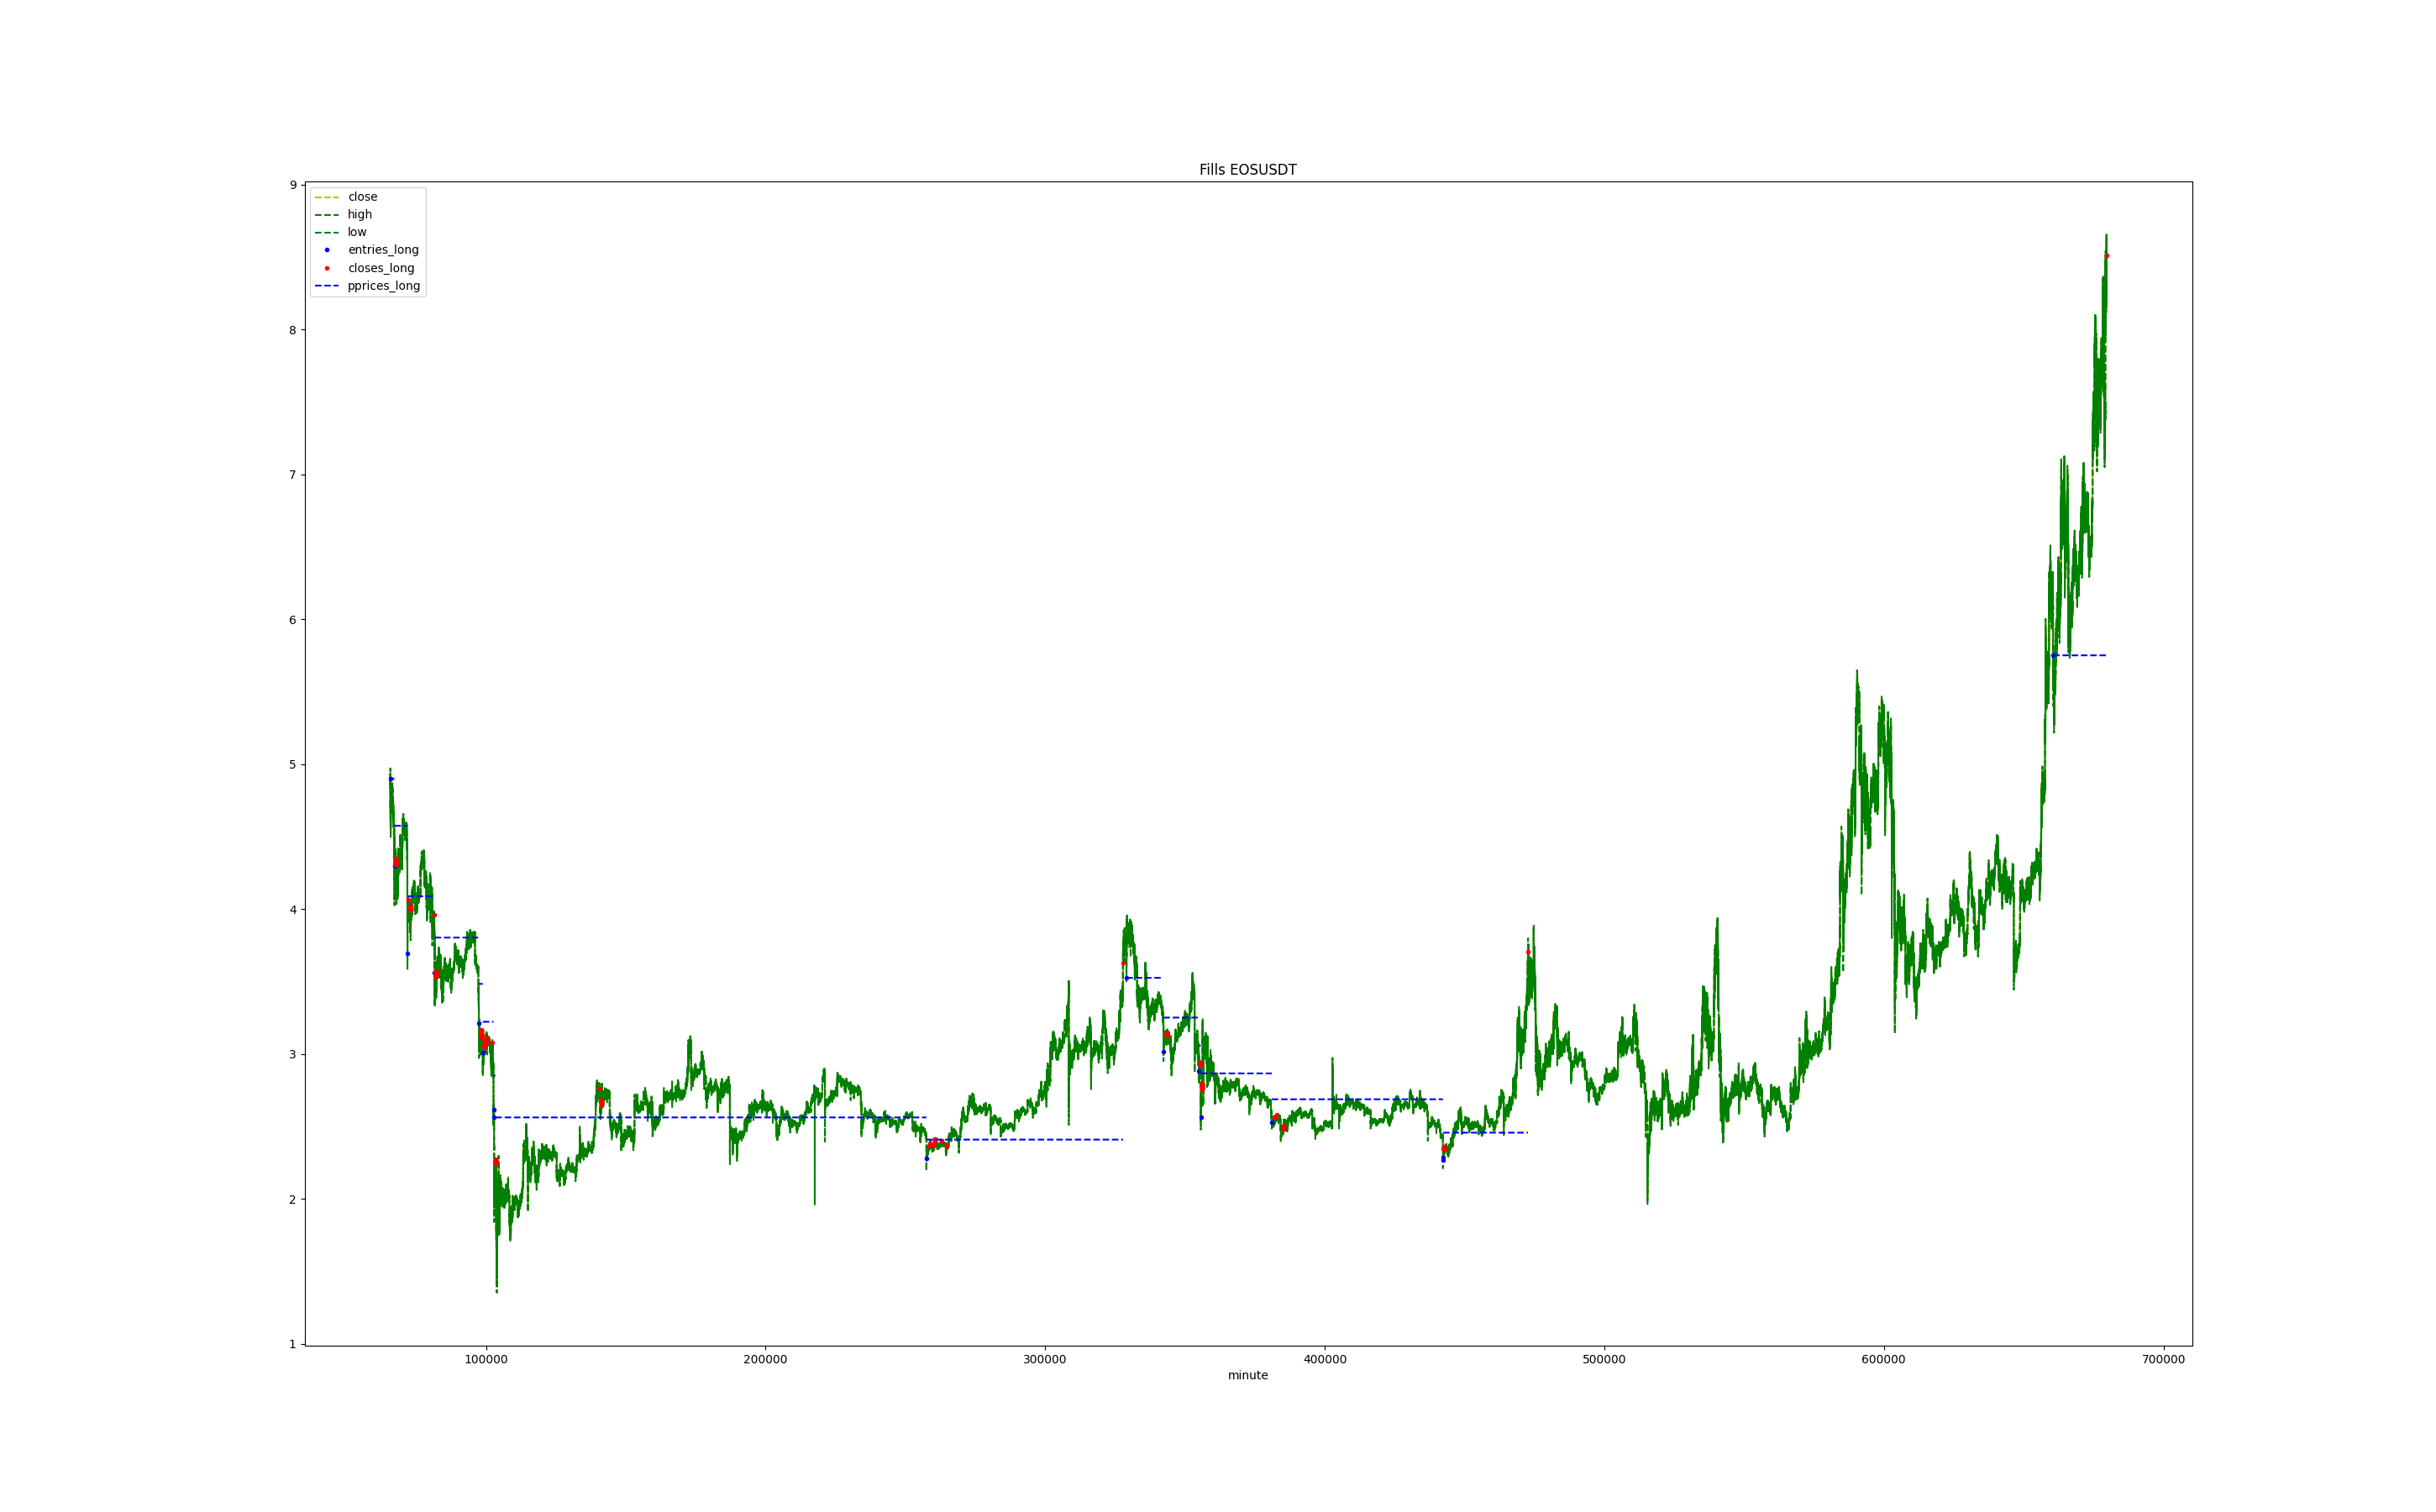 Fills EOSUSDT
close
high
low
entries_long
closes_long
pprices_long
9
8
7
6
5
4
3
2
1
100000 200000 300000 400000 500000 600000 700000
minute